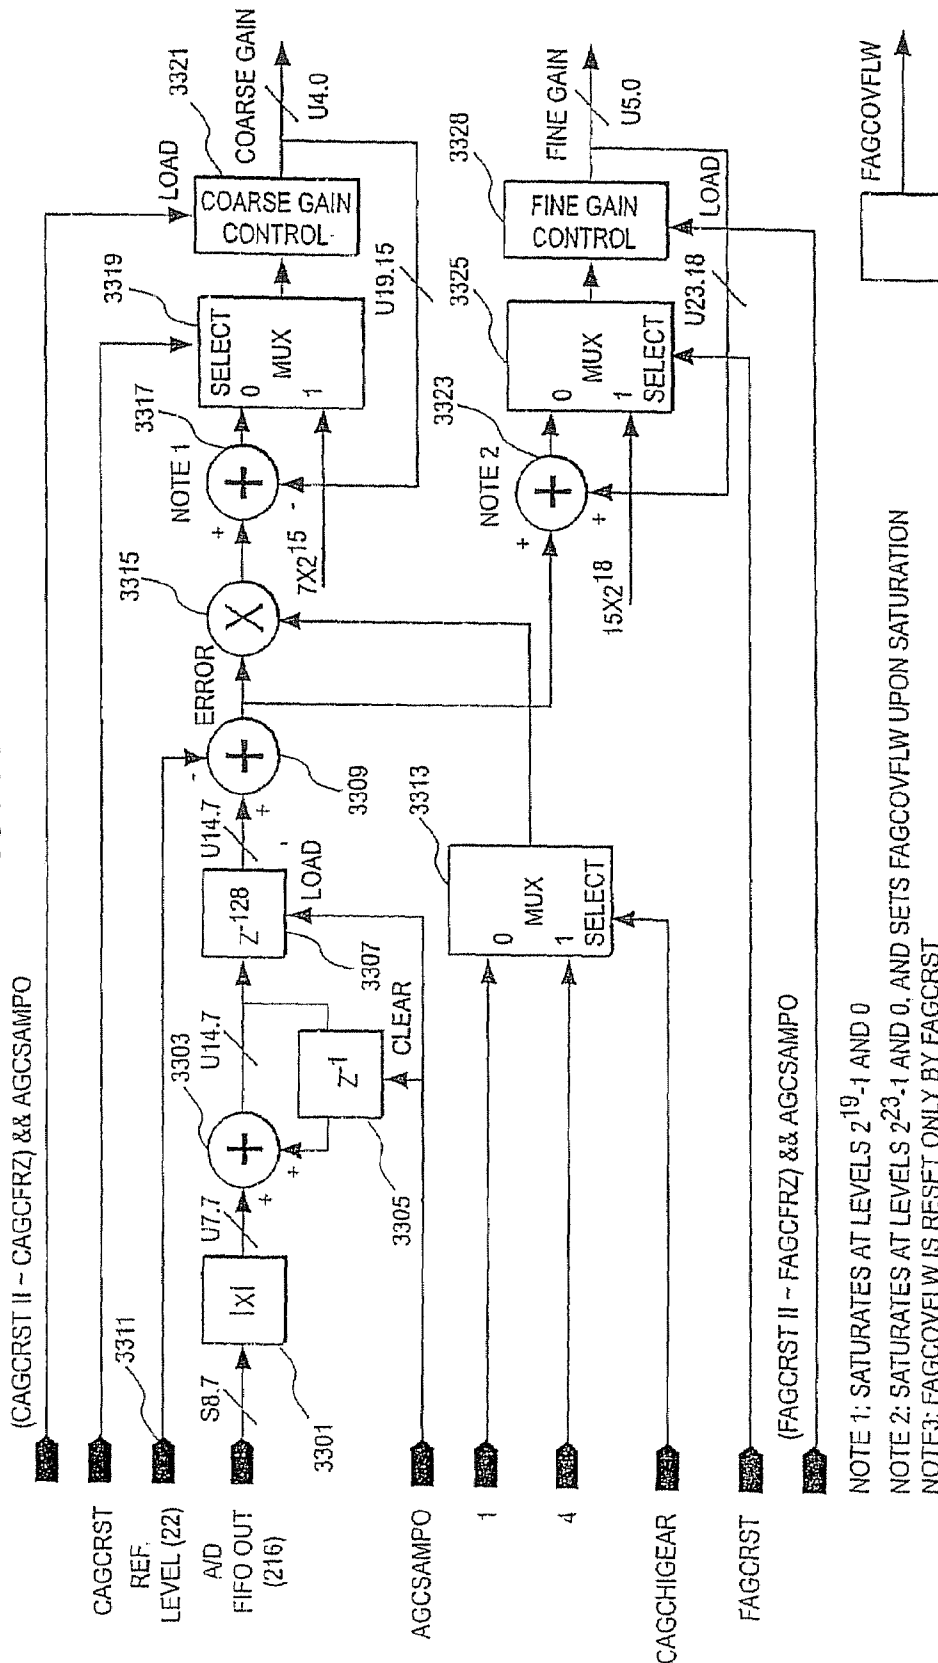 (CAGCRST II ~ CAGCFRZ) && AGCSAMPO
CAGCRST
REF.
LEVEL (22)
3311
A/D
FIFO OUT
(216)
S8.7
|X|
3301
U7.7
+
+
+
3303
U14.7
Z-1
3305
CLEAR
Z-128
3307
LOAD
U14.7
-
+
-
+
3309
ERROR
X
3315
+
+
-
NOTE 1
3317
7X2^15
SELECT
0
MUX
1
3319
LOAD
COARSE GAIN
CONTROL
3321
COARSE GAIN
U4.0
U19.15
AGCSAMPO
1
4
0
MUX
1
SELECT
3313
CAGCHIGEAR
+
+
+
NOTE 2
3323
15X2^18
0
MUX
1
SELECT
3325
FINE GAIN
CONTROL
3328
LOAD
FINE GAIN
U5.0
U23.18
FAGCRST
(FAGCRST II ~ FAGCFRZ) && AGCSAMPO
FAGCOVFLW
NOTE 1: SATURATES AT LEVELS 2^19-1 AND 0
NOTE 2: SATURATES AT LEVELS 2^23-1 AND 0, AND SETS FAGCOVFLW UPON SATURATION
NOTE3: FAGCOVFLW IS RESET ONLY BY FAGCRST